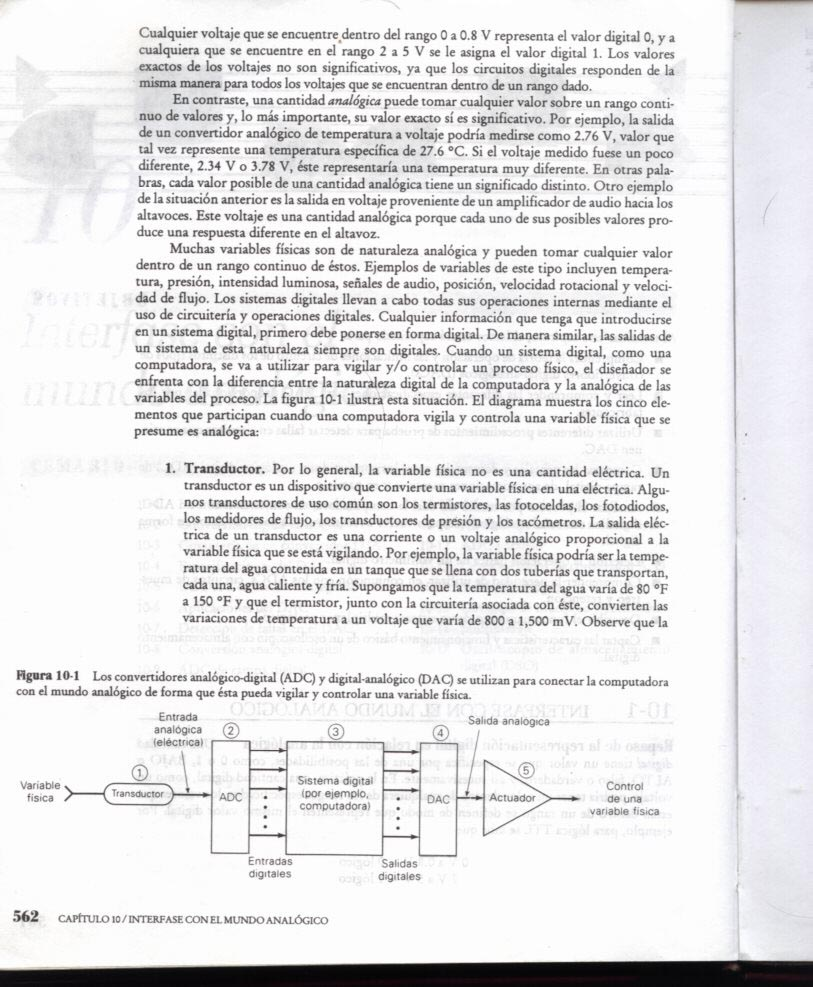 Cualquier voltaje que se encuentre dentro del rango 0 a 0.8 V representa el valor digital 0, y a
cualquiera que se encuentre en el rango 2 a 5 V se le asigna el valor digital 1. Los valores
exactos de los voltajes no son significativos, ya que los circuitos digitales responden de la
misma manera para todos los voltajes que se encuentran dentro de un rango dado.
En contraste, una cantidad analógica puede tomar cualquier valor sobre un rango conti-
nuo de valores y, lo más importante, su valor exacto sí es significativo. Por ejemplo, la salida
de un convertidor analógico de temperatura a voltaje podría medirse como 2.76 V, valor que
tal vez represente una temperatura específica de 27.6 °C. Si el voltaje medido fuese un poco
diferente, 2.34 V o 3.78 V, éste representaría una temperatura muy diferente. En otras pala-
bras, cada valor posible de una cantidad analógica tiene un significado distinto. Otro ejemplo
de la situación anterior es la salida en voltaje proveniente de un amplificador de audio hacia los
altavoces. Este voltaje es una cantidad analógica porque cada uno de sus posibles valores pro-
duce una respuesta diferente en el altavoz.
Muchas variables físicas son de naturaleza analógica y pueden tomar cualquier valor
dentro de un rango continuo de éstos. Ejemplos de variables de este tipo incluyen tempera-
tura, presión, intensidad luminosa, señales de audio, posición, velocidad rotacional y veloci-
dad de flujo. Los sistemas digitales llevan a cabo todas sus operaciones internas mediante el
uso de circuitería y operaciones digitales. Cualquier información que tenga que introducirse
en un sistema digital, primero debe ponerse en forma digital. De manera similar, las salidas de
un sistema de esta naturaleza siempre son digitales. Cuando un sistema digital, como una
computadora, se va a utilizar para vigilar y/o controlar un proceso físico, el diseñador se
enfrenta con la diferencia entre la naturaleza digital de la computadora y la analógica de las
variables del proceso. La figura 10-1 ilustra esta situación. El diagrama muestra los cinco ele-
mentos que participan cuando una computadora vigila y controla una variable física que se
presume es analógica:
1. Transductor. Por lo general, la variable física no es una cantidad eléctrica. Un
transductor es un dispositivo que convierte una variable física en una eléctrica. Algu-
nos transductores de uso común son los termistores, las fotoceldas, los fotodiodos,
los medidores de flujo, los transductores de presión y los tacómetros. La salida eléc-
trica de un transductor es una corriente o un voltaje analógico proporcional a la
variable física que se está vigilando. Por ejemplo, la variable física podría ser la tempe-
ratura del agua contenida en un tanque que se llena con dos tuberías que transportan,
cada una, agua caliente y fría. Supongamos que la temperatura del agua varía de 80 °F
a 150 °F y que el termistor, junto con la circuitería asociada con éste, convierten las
variaciones de temperatura a un voltaje que varía de 800 a 1,500 mV. Observe que la
Figura 10-1 Los convertidores analógico-digital (ADC) y digital-analógico (DAC) se utilizan para conectar la computadora
con el mundo analógico de forma que ésta pueda vigilar y controlar una variable física.
Entrada
analógica
(eléctrica)
2
3
4
Salida analógica
1
5
Variable
física
Transductor
ADC
Sistema digital
(por ejemplo,
computadora)
DAC
Actuador
Control
de una
variable física
Entradas
digitales
Salidas
digitales
562 CAPÍTULO 10 / INTERFASE CON EL MUNDO ANALÓGICO